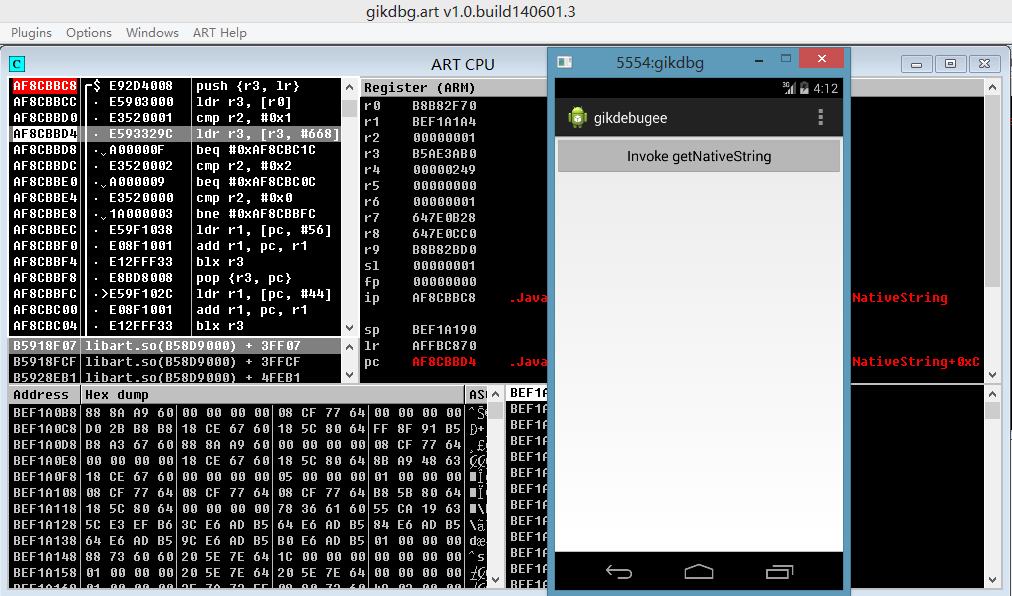 gikdbg.art v1.0.build140601.3
Plugins Options Windows ART Help
C ART CPU
AF8CBBC8 $ E92D4008 push {r3, lr}
AF8CBBCC · E5903000 ldr r3, [r0]
AF8CBBD0 · E3520001 cmp r2, #0x1
AF8CBBD4 · E593329C ldr r3, [r3, #668]
AF8CBBD8 · A00000F beq #0xAF8CBC1C
AF8CBBDC · E3520002 cmp r2, #0x2
AF8CBBE0 · A000009 beq #0xAF8CBC0C
AF8CBBE4 · E3520000 cmp r2, #0x0
AF8CBBE8 · 1A000003 bne #0xAF8CBBFC
AF8CBBEC · E59F1038 ldr r1, [pc, #56]
AF8CBBF0 · E08F1001 add r1, pc, r1
AF8CBBF4 · E12FFF33 blx r3
AF8CBBF8 · E8BD8008 pop {r3, pc}
AF8CBBFC ·>E59F102C ldr r1, [pc, #44]
AF8CBC00 · E08F1001 add r1, pc, r1
AF8CBC04 · E12FFF33 blx r3
B5918F07 libart.so(B58D9000) + 3FF07
B5918FCF libart.so(B58D9000) + 3FFCF
B5928EB1 libart.so(B58D9000) + 4FEB1
Register (ARM)
r0 B8B82F70
r1 BEF1A1A4
r2 00000001
r3 B5AE3AB0
r4 00000249
r5 00000000
r6 00000001
r7 647E0B28
r8 647E0CC0
r9 B8B82BD0
sl 00000001
fp 00000000
ip AF8CBBC8 .Java NativeString
sp BEF1A190
lr AFFBC870
pc AF8CBBD4 .Java NativeString+0xC
5554:gikdbg
3G 4:12
gikdebugee
Invoke getNativeString
Address Hex dump AS
BEF1A0B8 88 8A A9 60 00 00 00 00 08 CF 77 64 00 00 00 00
BEF1A0C8 D0 2B B8 B8 18 CE 67 60 18 5C 80 64 FF 8F 91 B5
BEF1A0D8 B8 A3 67 60 88 8A A9 60 00 00 00 00 08 CF 77 64
BEF1A0E8 00 00 00 00 18 CE 67 60 18 5C 80 64 8B A9 48 63
BEF1A0F8 18 CE 67 60 00 00 00 00 05 00 00 00 01 00 00 00
BEF1A108 08 CF 77 64 08 CF 77 64 08 CF 77 64 B8 5B 80 64
BEF1A118 18 5C 80 64 00 00 00 00 78 36 61 60 55 CA 19 63
BEF1A128 5C E3 EF B6 3C E6 AD B5 64 E6 AD B5 84 E6 AD B5
BEF1A138 64 E6 AD B5 9C E6 AD B5 B0 E6 AD B5 01 00 00 00
BEF1A148 88 73 60 60 20 5E 7E 64 1C 00 00 00 00 00 00 00
BEF1A158 01 00 00 00 20 5E 7E 64 20 5E 7E 64 00 00 00 00